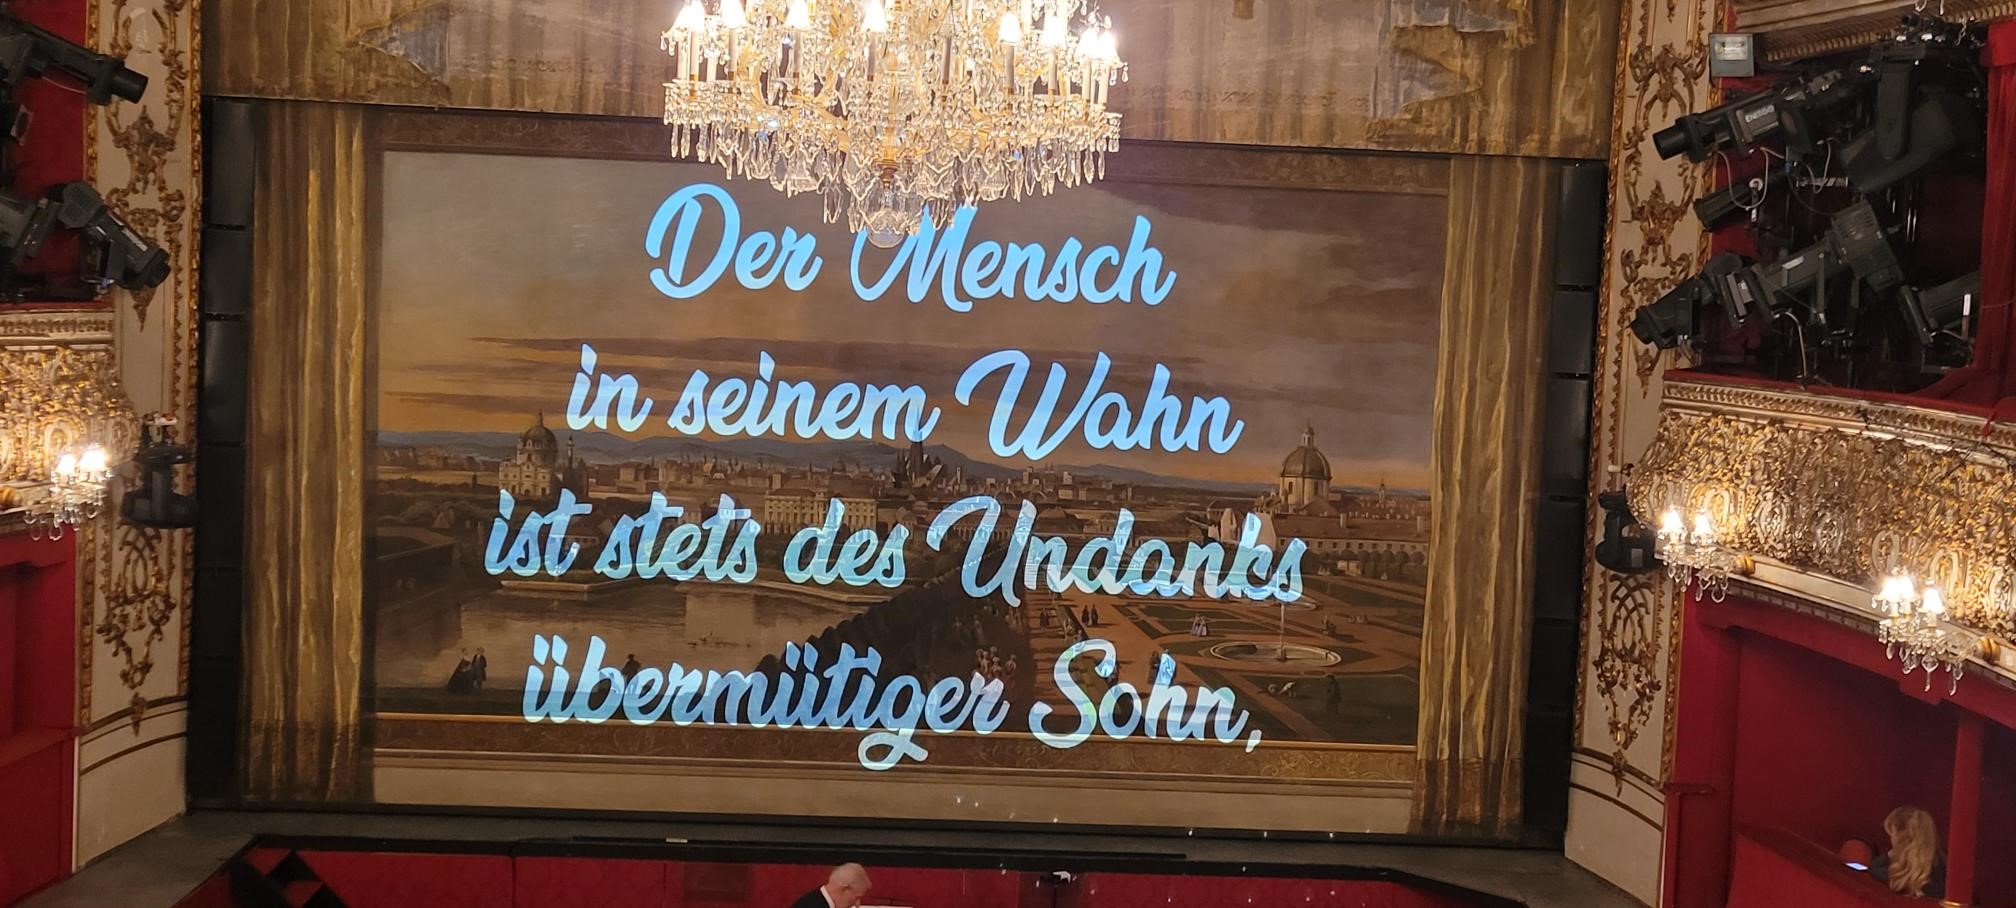 Der Mensch
in seinem Wahn
ist stets des Undanks
übermütiger Sohn,